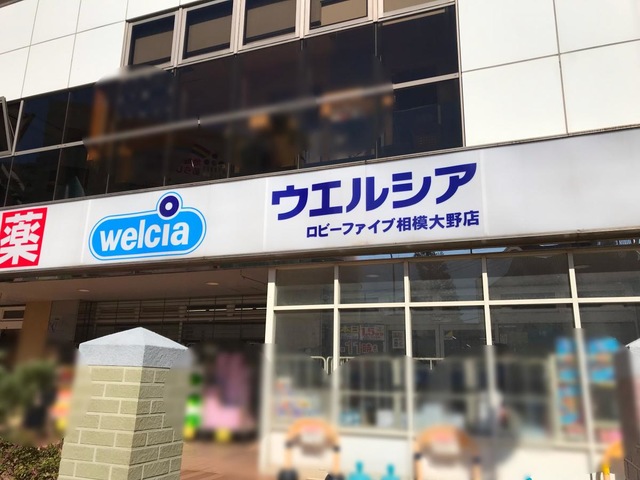 薬
welcia
ウエルシア
ロビーファイブ相模大野店